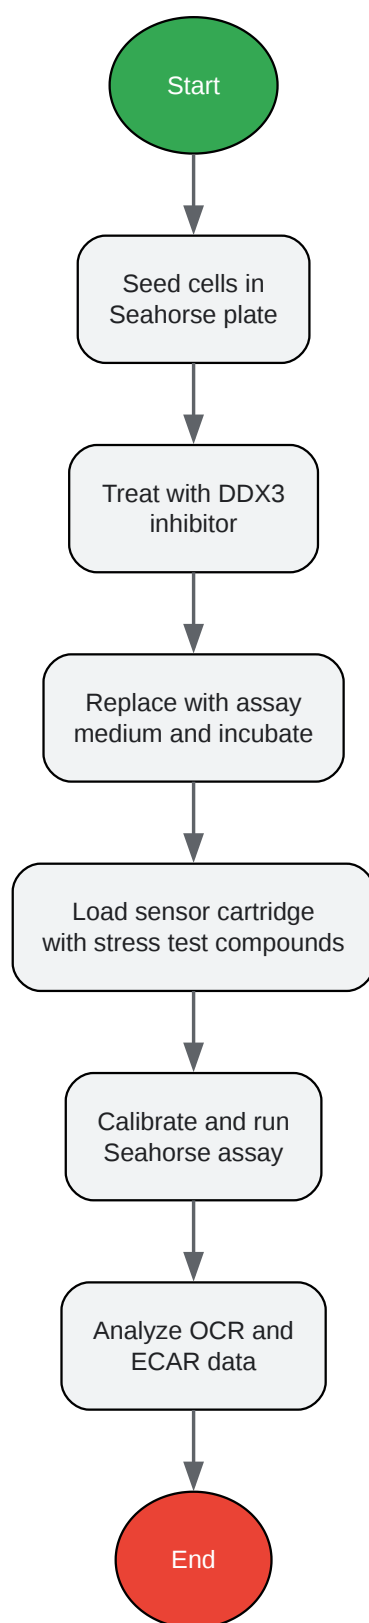 Start
Seed cells in
Seahorse plate
Treat with DDX3
inhibitor
Replace with assay
medium and incubate
Load sensor cartridge
with stress test compounds
Calibrate and run
Seahorse assay
Analyze OCR and
ECAR data
End